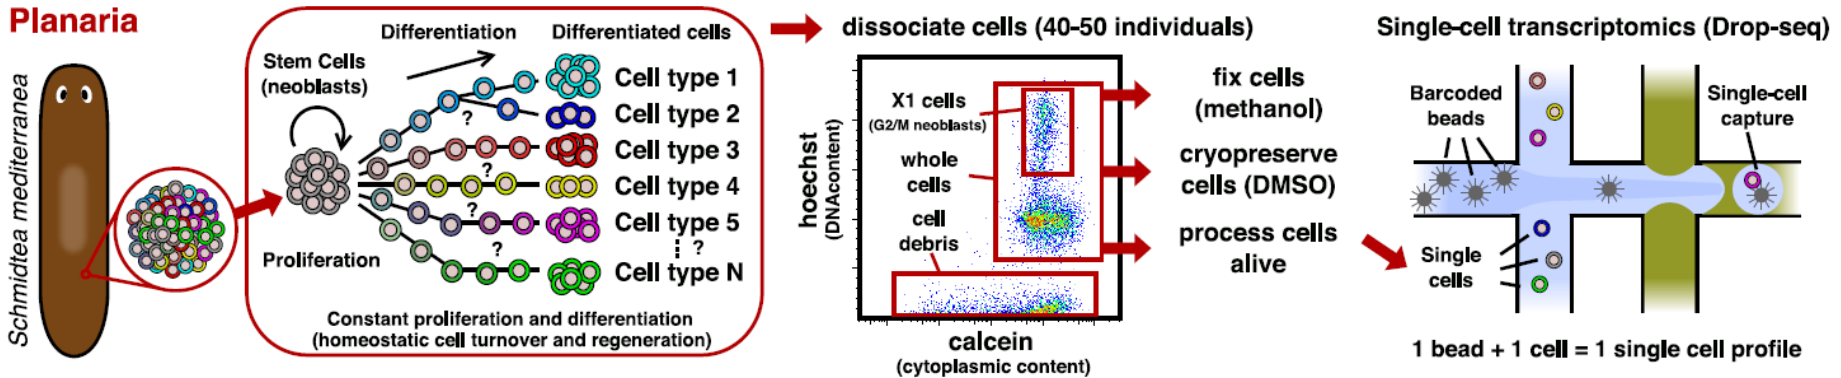 Planaria
Schmidtea mediterranea
Stem Cells
(neoblasts)
Differentiation
Differentiated cells
Cell type 1
Cell type 2
Cell type 3
Cell type 4
Cell type 5
Cell type N
?
?
?
?
?
Proliferation
Constant proliferation and differentiation
(homeostatic cell turnover and regeneration)
dissociate cells (40-50 individuals)
hoechst
(DNAcontent)
X1 cells
(G2/M neoblasts)
whole
cells
cell
debris
calcein
(cytoplasmic content)
fix cells
(methanol)
cryopreserve
cells (DMSO)
process cells
alive
Single-cell transcriptomics (Drop-seq)
Barcoded
beads
Single-cell
capture
Single
cells
1 bead + 1 cell = 1 single cell profile